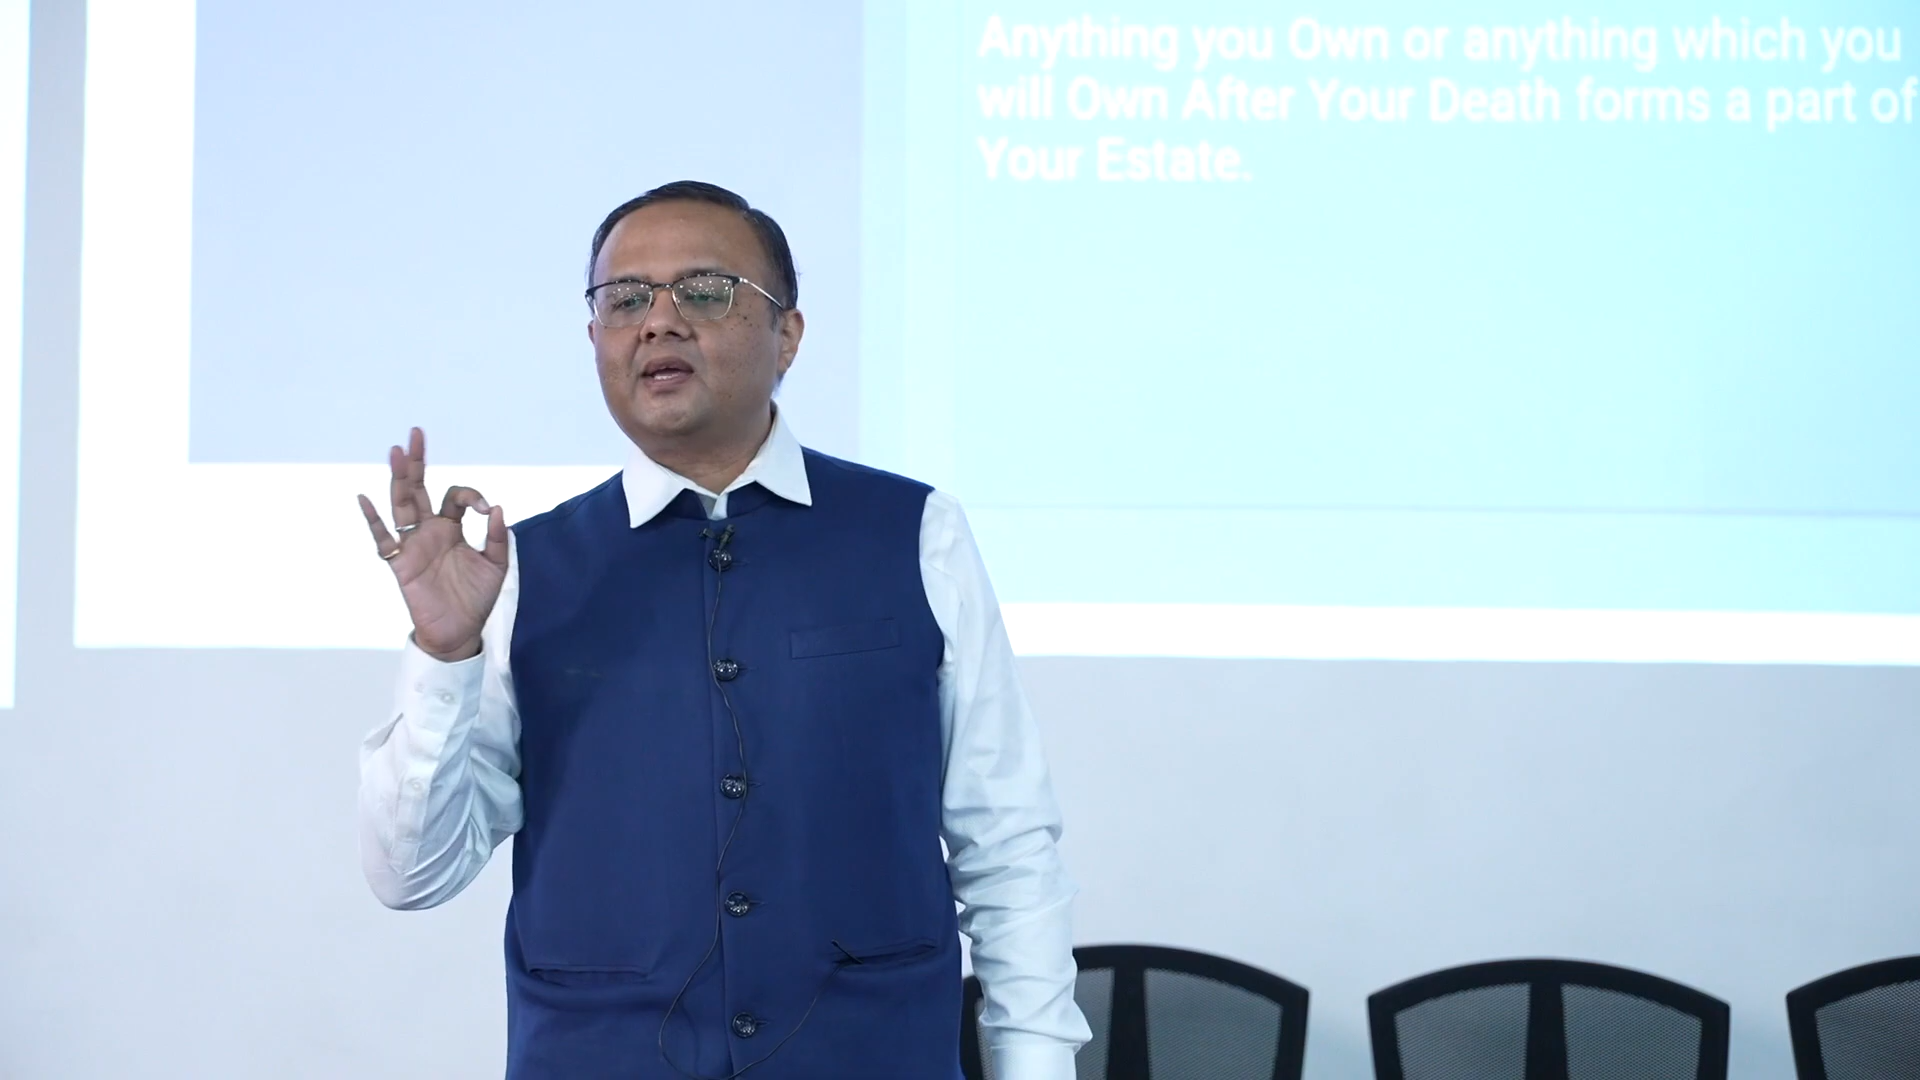 Anything you Own or anything which you
will Own After Your Death forms a part of
Your Estate.